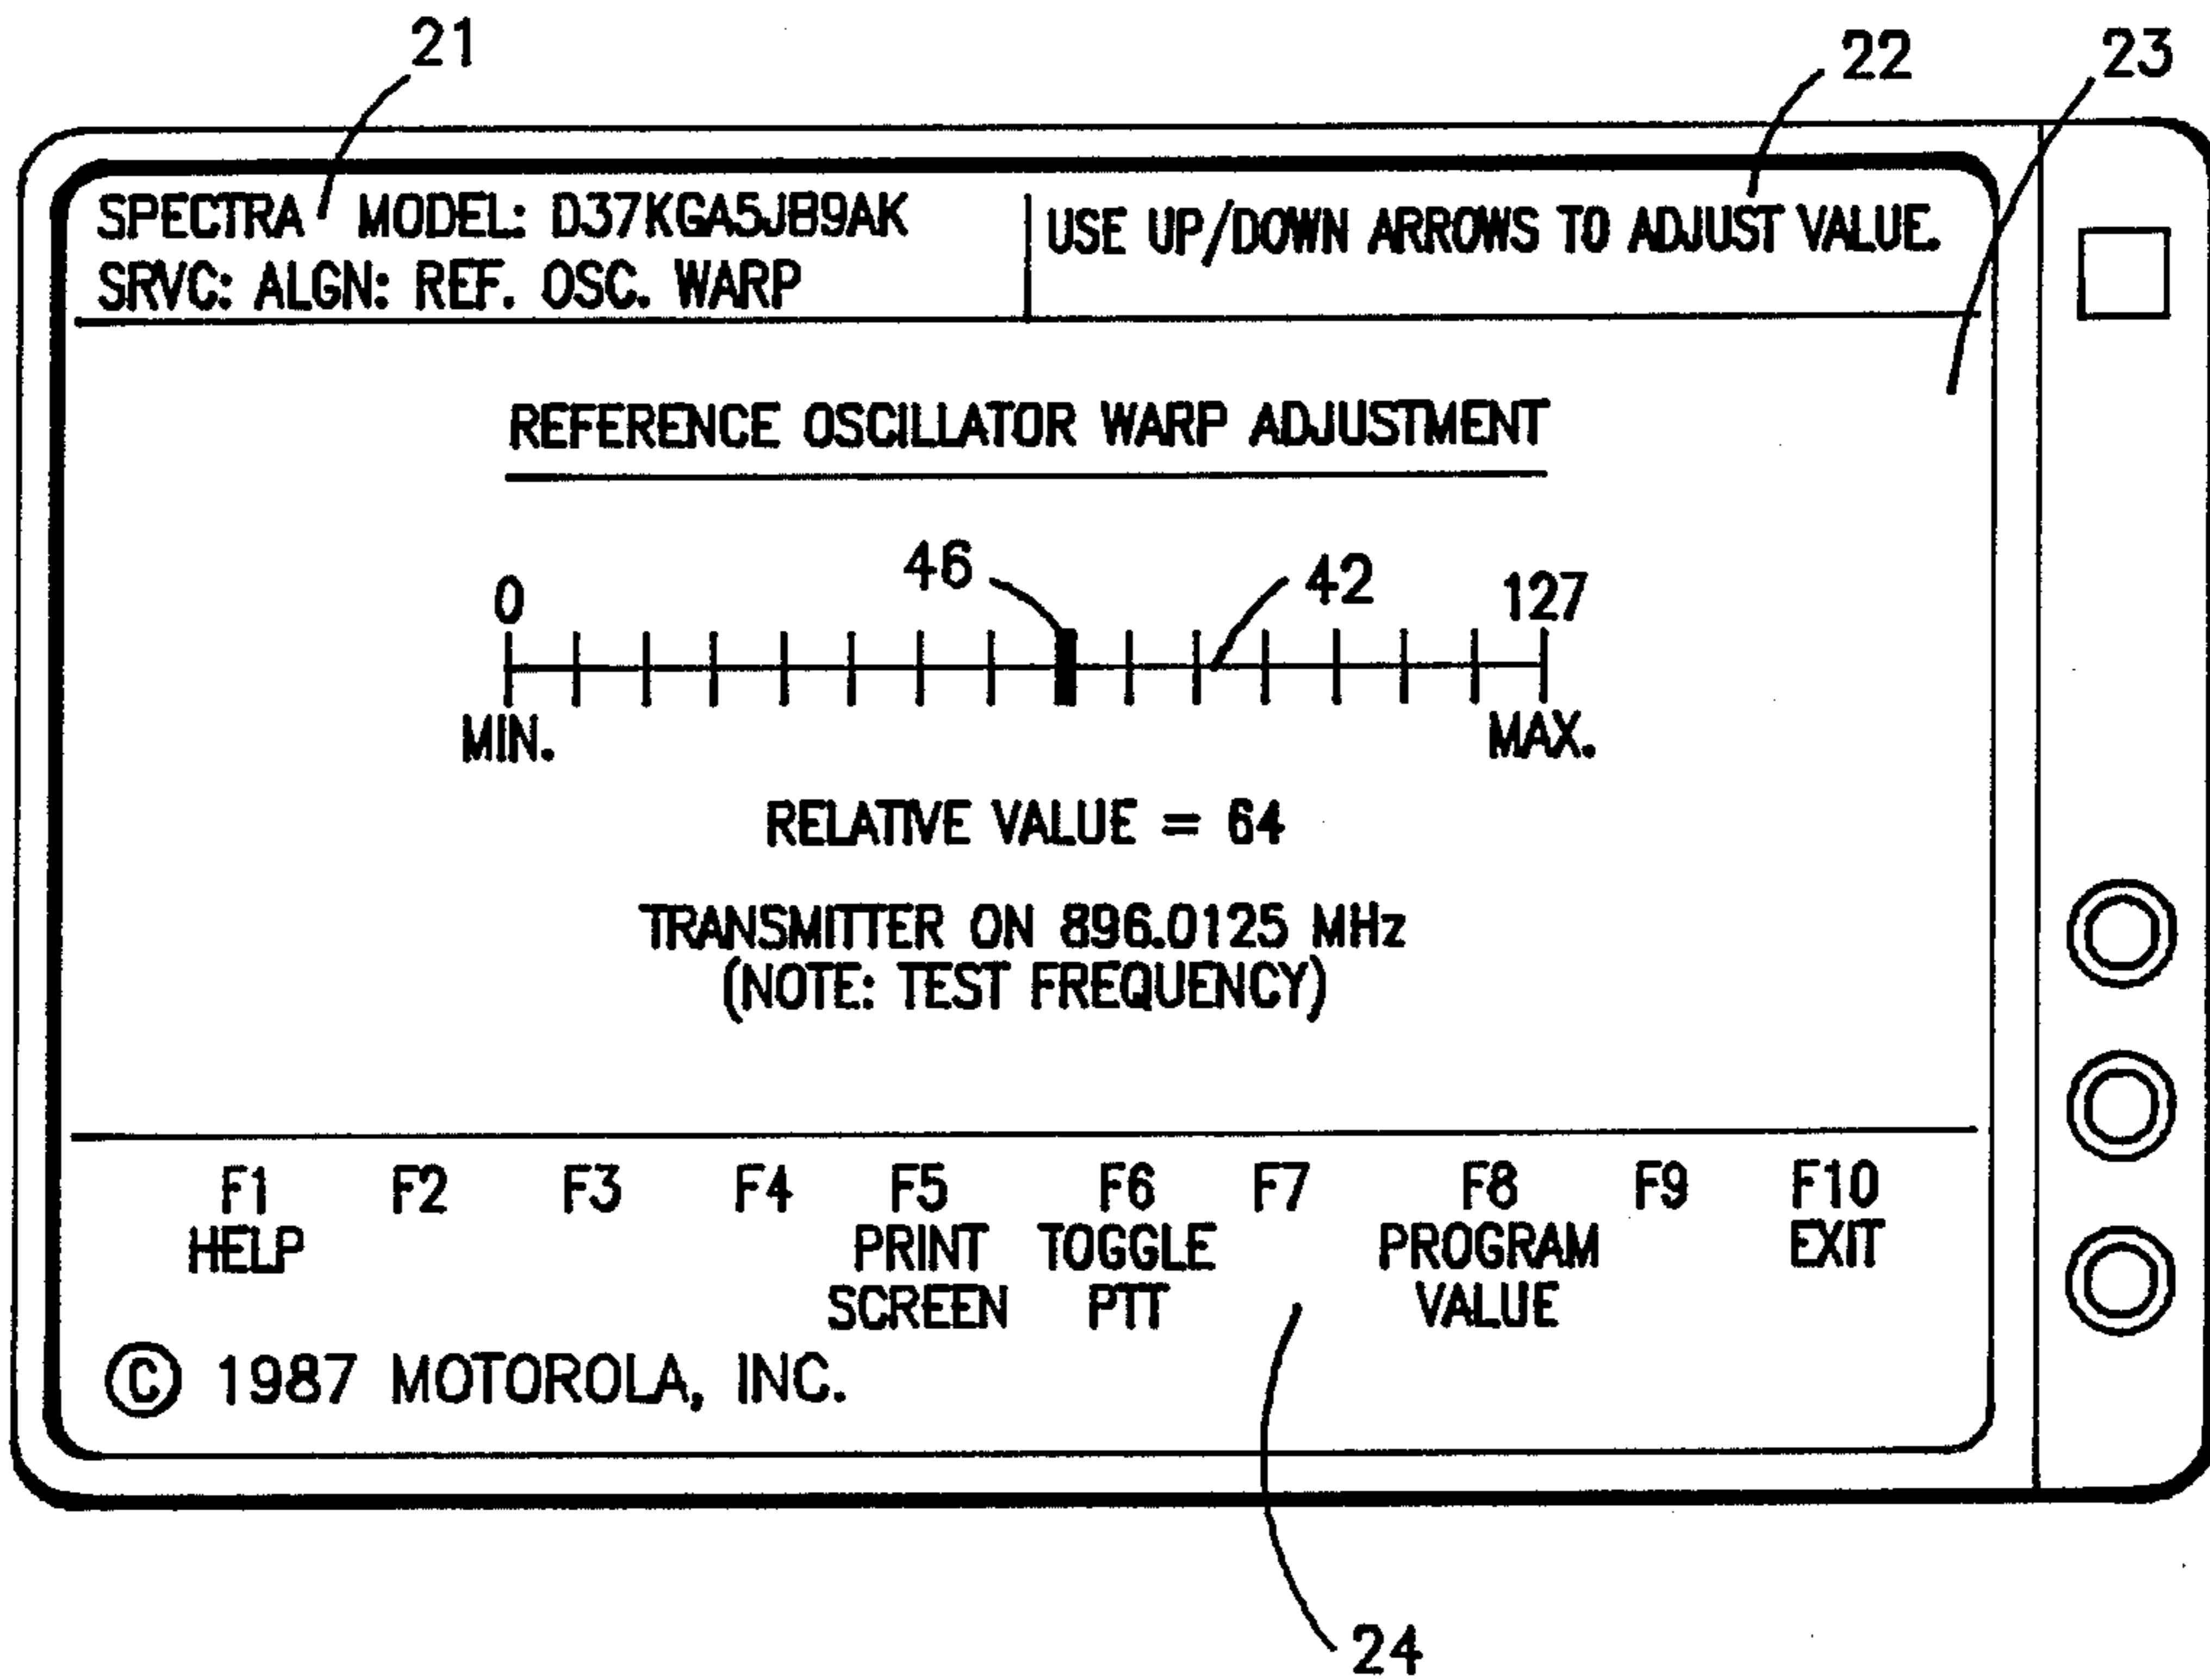 21
22
23
SPECTRA MODEL: D37KGA5JB9AK
SRVC: ALGN: REF. OSC. WARP
USE UP/DOWN ARROWS TO ADJUST VALUE.
REFERENCE OSCILLATOR WARP ADJUSTMENT
46
42
0
127
MIN.
MAX.
RELATIVE VALUE = 64
TRANSMITTER ON 896.0125 MHz
(NOTE: TEST FREQUENCY)
F1 F2 F3 F4 F5 F6 F7 F8 F9 F10
HELP PRINT TOGGLE PROGRAM EXIT
SCREEN PTT VALUE
© 1987 MOTOROLA, INC.
24